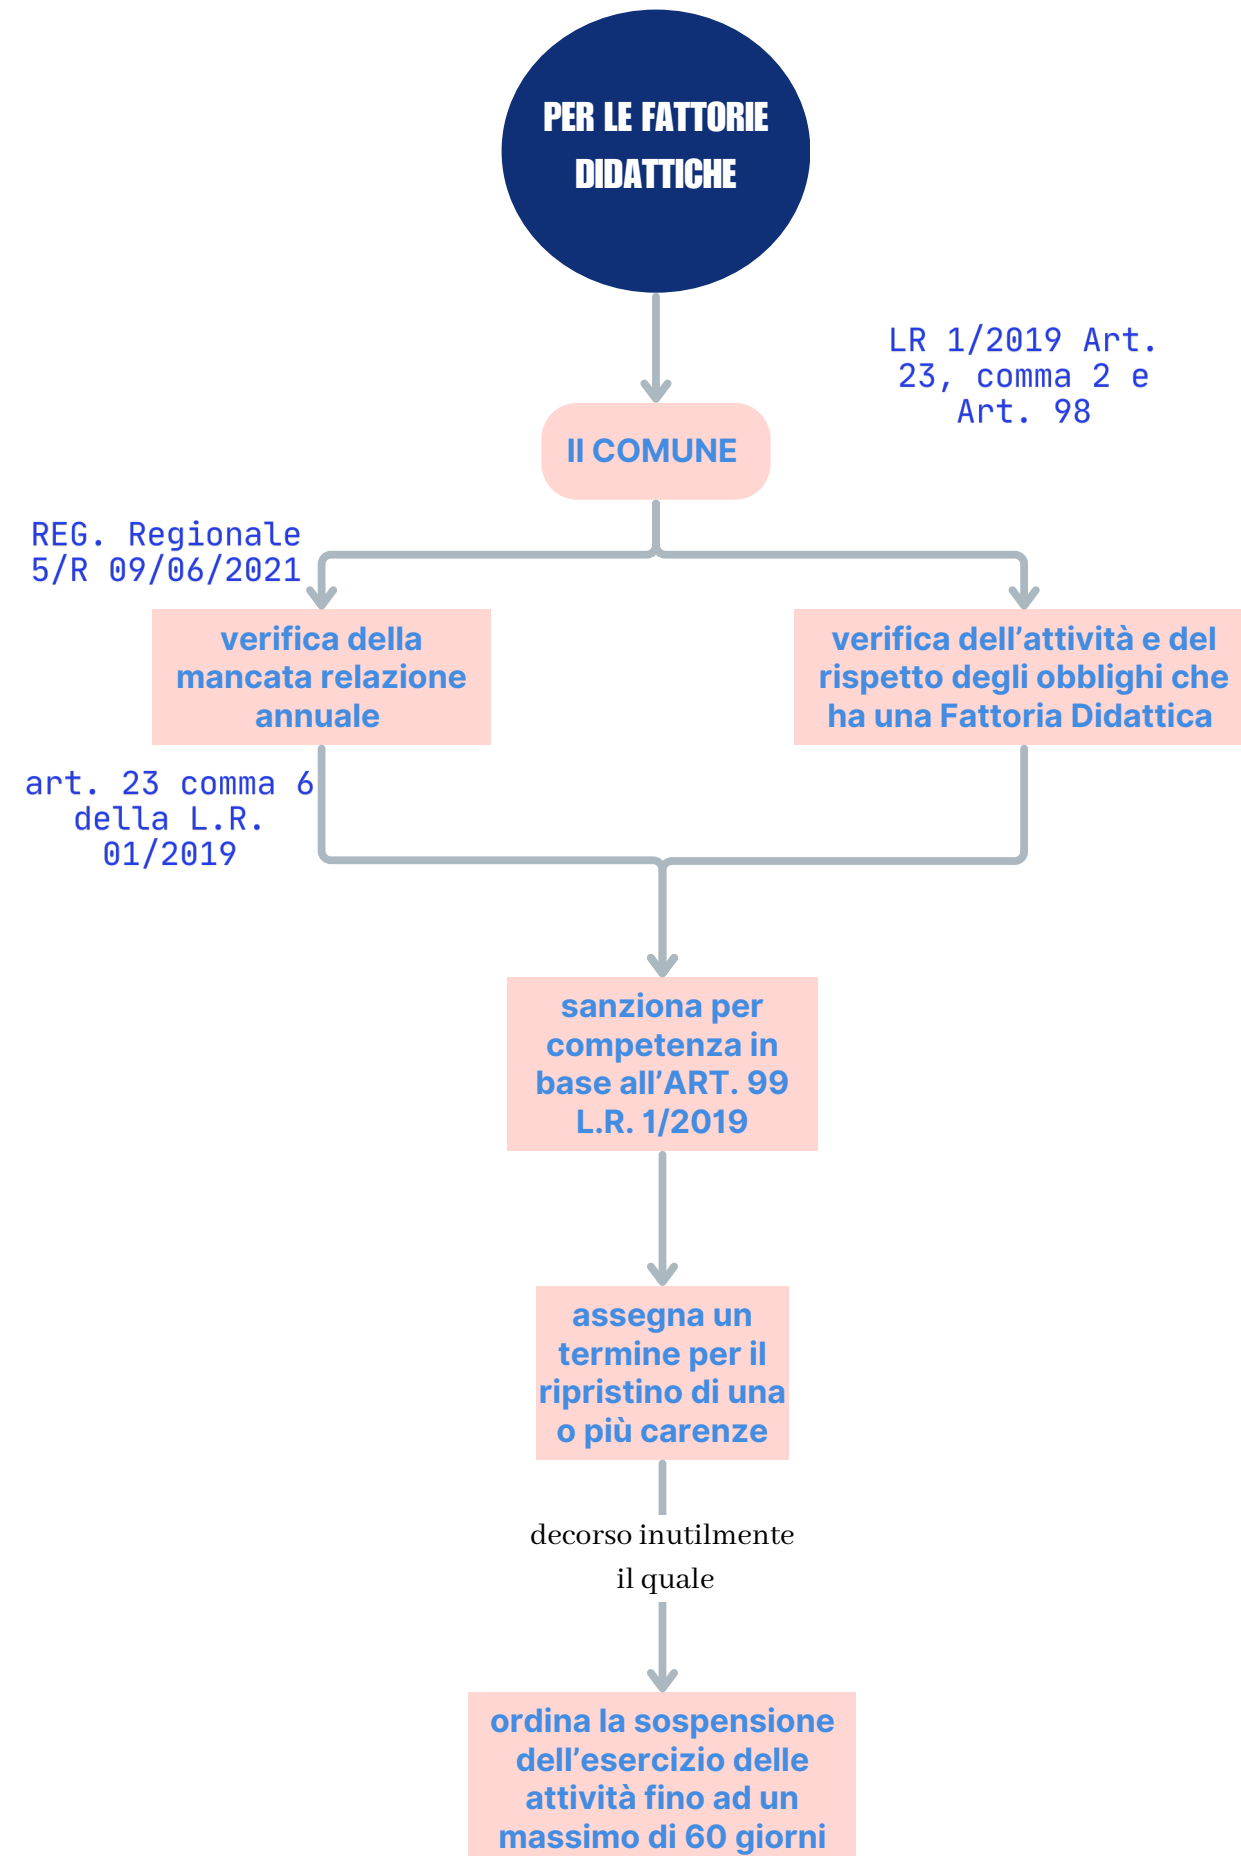 PER LE FATTORIE
DIDATTICHE
LR 1/2019 Art.
23, comma 2 e
Art. 98
Il COMUNE
REG. Regionale
5/R 09/06/2021
verifica della
mancata relazione
annuale
verifica dell’attività e del
rispetto degli obblighi che
ha una Fattoria Didattica
art. 23 comma 6
della L.R.
01/2019
sanziona per
competenza in
base all’ART. 99
L.R. 1/2019
assegna un
termine per il
ripristino di una
o più carenze
decorso inutilmente
il quale
ordina la sospensione
dell’esercizio delle
attività fino ad un
massimo di 60 giorni